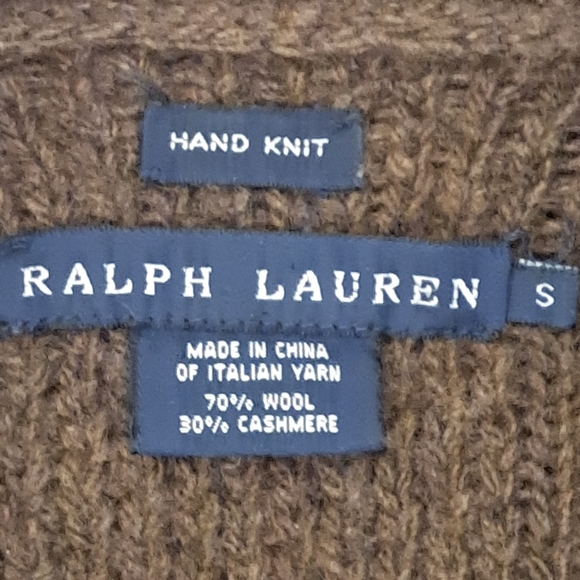 HAND KNIT
RALPH LAUREN
S
MADE IN CHINA
OF ITALIAN YARN
70% WOOL
30% CASHMERE